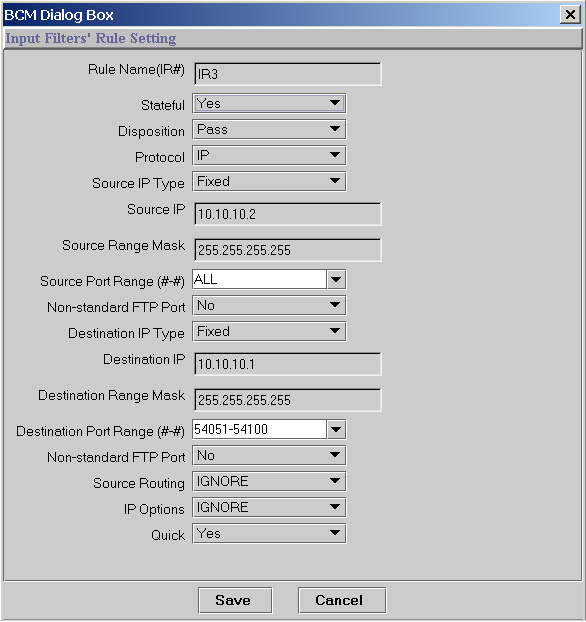 BCM Dialog Box
Input Filters' Rule Setting
Rule Name(IR#) IR3
Stateful Yes
Disposition Pass
Protocol IP
Source IP Type Fixed
Source IP 10.10.10.2
Source Range Mask 255.255.255.255
Source Port Range (#-#) ALL
Non-standard FTP Port No
Destination IP Type Fixed
Destination IP 10.10.10.1
Destination Range Mask 255.255.255.255
Destination Port Range (#-#) 54051-54100
Non-standard FTP Port No
Source Routing IGNORE
IP Options IGNORE
Quick Yes
Save Cancel